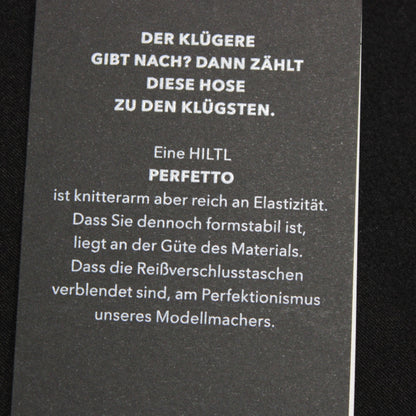 DER KLÜGERE
GIBT NACH? DANN ZÄHLT
DIESE HOSE
ZU DEN KLÜGSTEN.
Eine HILTL
PERFETTO
ist knitterarm aber reich an Elastizität.
Dass Sie dennoch formstabil ist,
liegt an der Güte des Materials.
Dass die Reißverschlusstaschen
verblendet sind, am Perfektionismus
unseres Modellmachers.